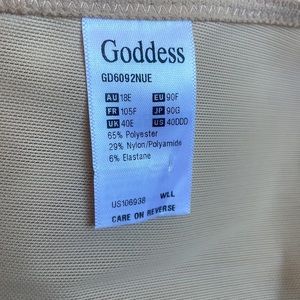 Goddess
GD6092NUE
AU 18E EU 90F
FR 105F JP 90G
UK 40E US 40DDD
65% Polyester
29% Nylon/Polyamide
6% Elastane
US106938 WLL
CARE ON REVERSE